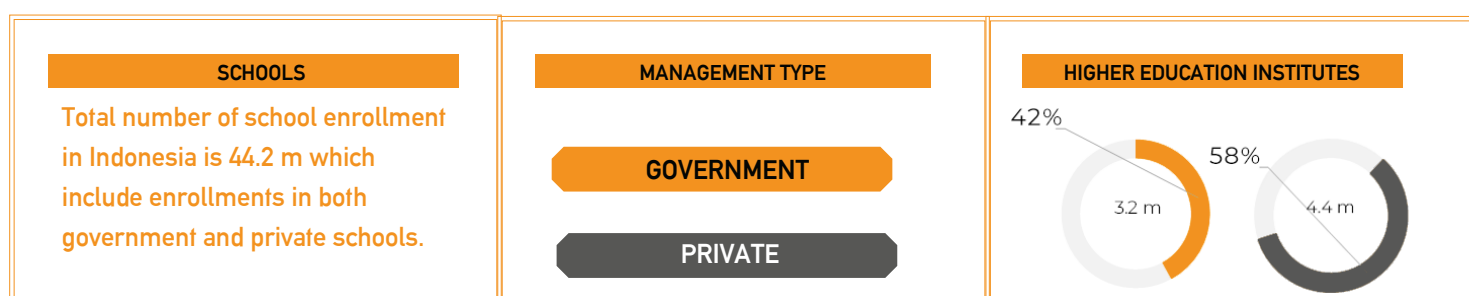 SCHOOLS
Total number of school enrollment
in Indonesia is 44.2 m which
include enrollments in both
government and private schools.
MANAGEMENT TYPE
GOVERNMENT
PRIVATE
HIGHER EDUCATION INSTITUTES
42%
3.2 m
58%
4.4 m